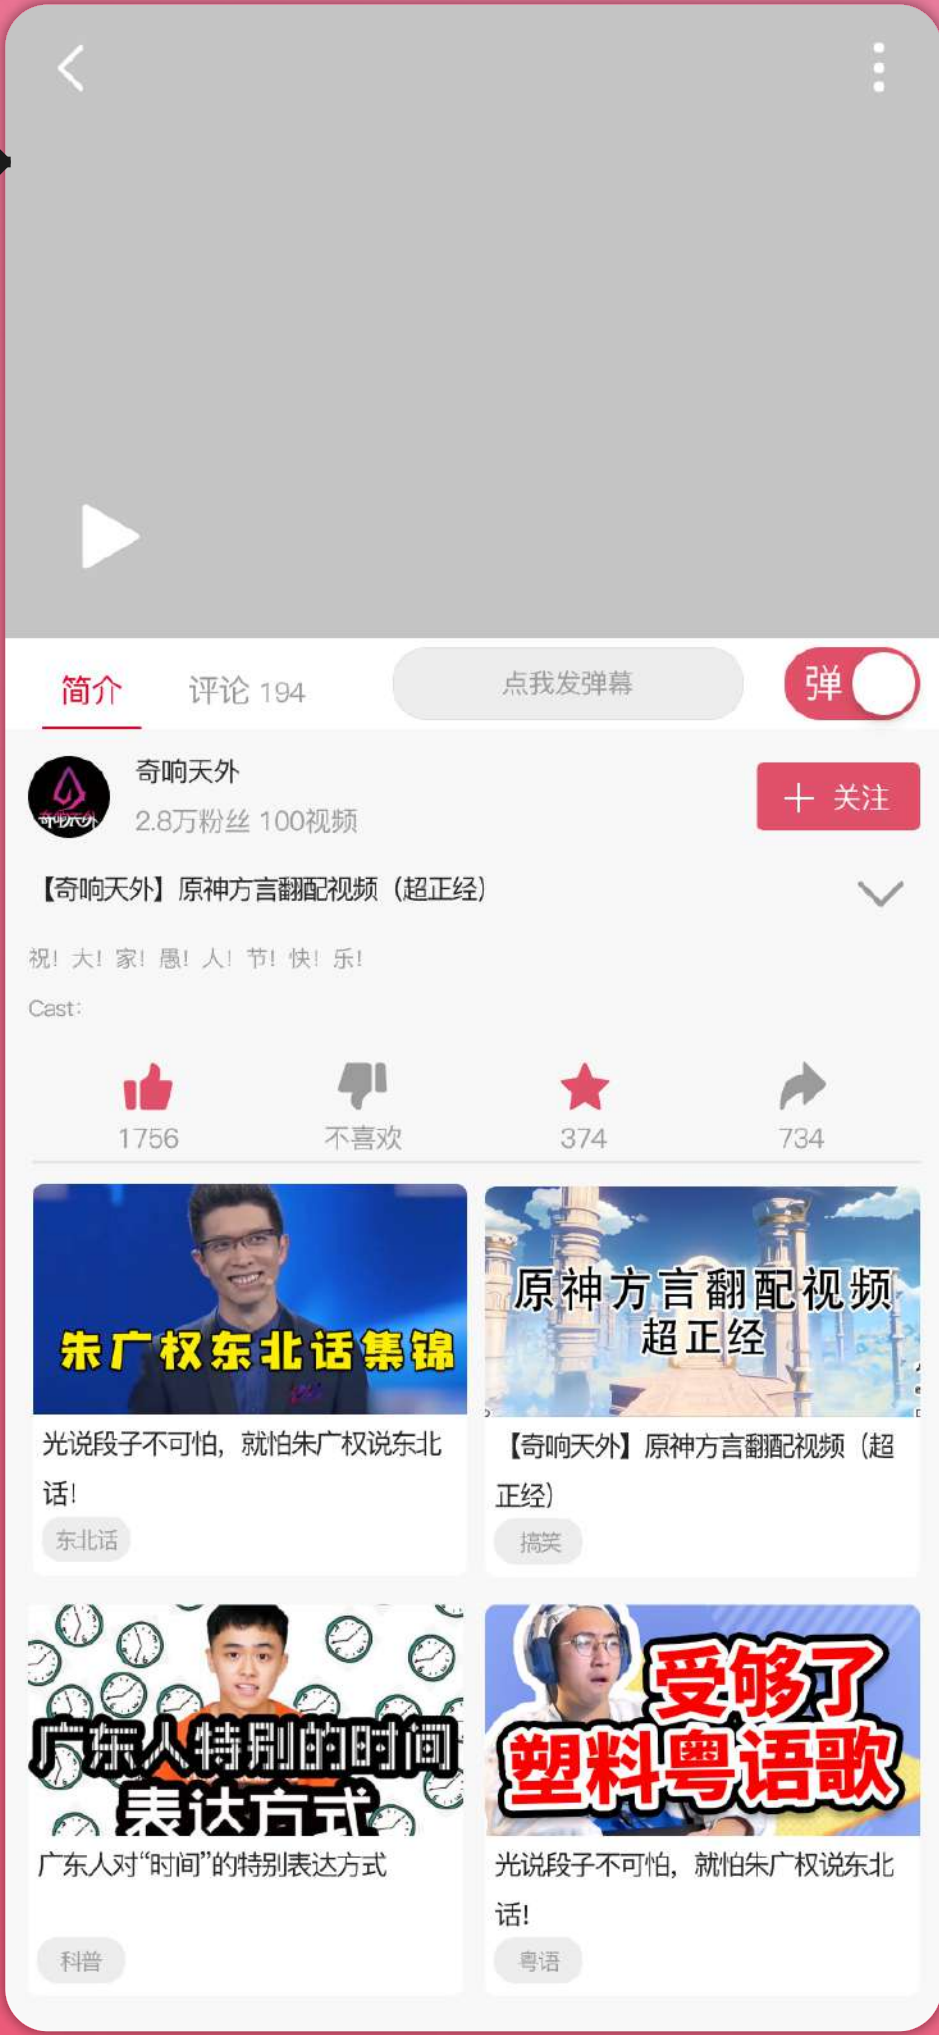 简介
评论 194
点我发弹幕
弹
奇响天外
奇响天外
2.8万粉丝 100视频
＋ 关注
【奇响天外】原神方言翻配视频（超正经）
祝！大！家！愚！人！节！快！乐！
Cast:
1756
不喜欢
374
734
朱广权东北话集锦
光说段子不可怕，就怕朱广权说东北
话！
东北话
原神方言翻配视频
超正经
【奇响天外】原神方言翻配视频（超
正经）
搞笑
广东人特别的时间
表达方式
广东人对“时间”的特别表达方式
科普
受够了
塑料粤语歌
光说段子不可怕，就怕朱广权说东北
话！
粤语